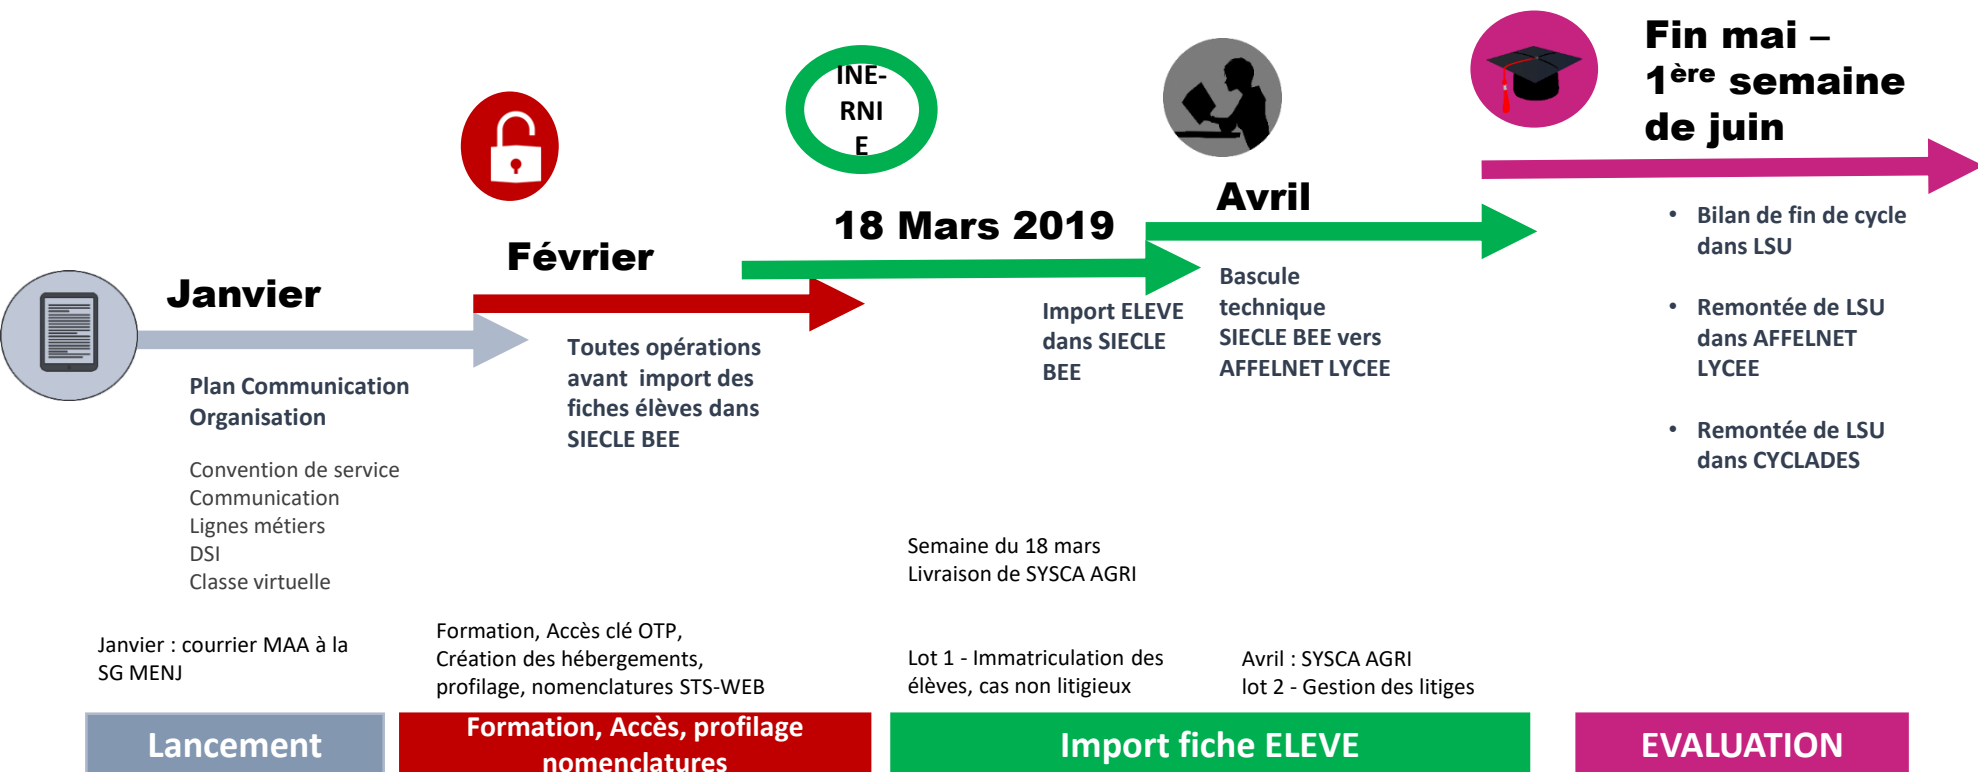 Janvier
Plan Communication
Organisation
Convention de service
Communication
Lignes métiers
DSI
Classe virtuelle
Janvier : courrier MAA à la
SG MENJ
Lancement
Février
Toutes opérations
avant import des
fiches élèves dans
SIECLE BEE
Formation, Accès clé OTP,
Création des hébergements,
profilage, nomenclatures STS-WEB
Formation, Accès, profilage
nomenclatures
INE-
RNI
E
18 Mars 2019
Import ELEVE
dans SIECLE
BEE
Semaine du 18 mars
Livraison de SYSCA AGRI
Lot 1 - Immatriculation des
élèves, cas non litigieux
Avril
Bascule
technique
SIECLE BEE vers
AFFELNET LYCEE
Avril : SYSCA AGRI
lot 2 - Gestion des litiges
Import fiche ELEVE
Fin mai –
1ère semaine
de juin
• Bilan de fin de cycle
dans LSU
• Remontée de LSU
dans AFFELNET
LYCEE
• Remontée de LSU
dans CYCLADES
EVALUATION